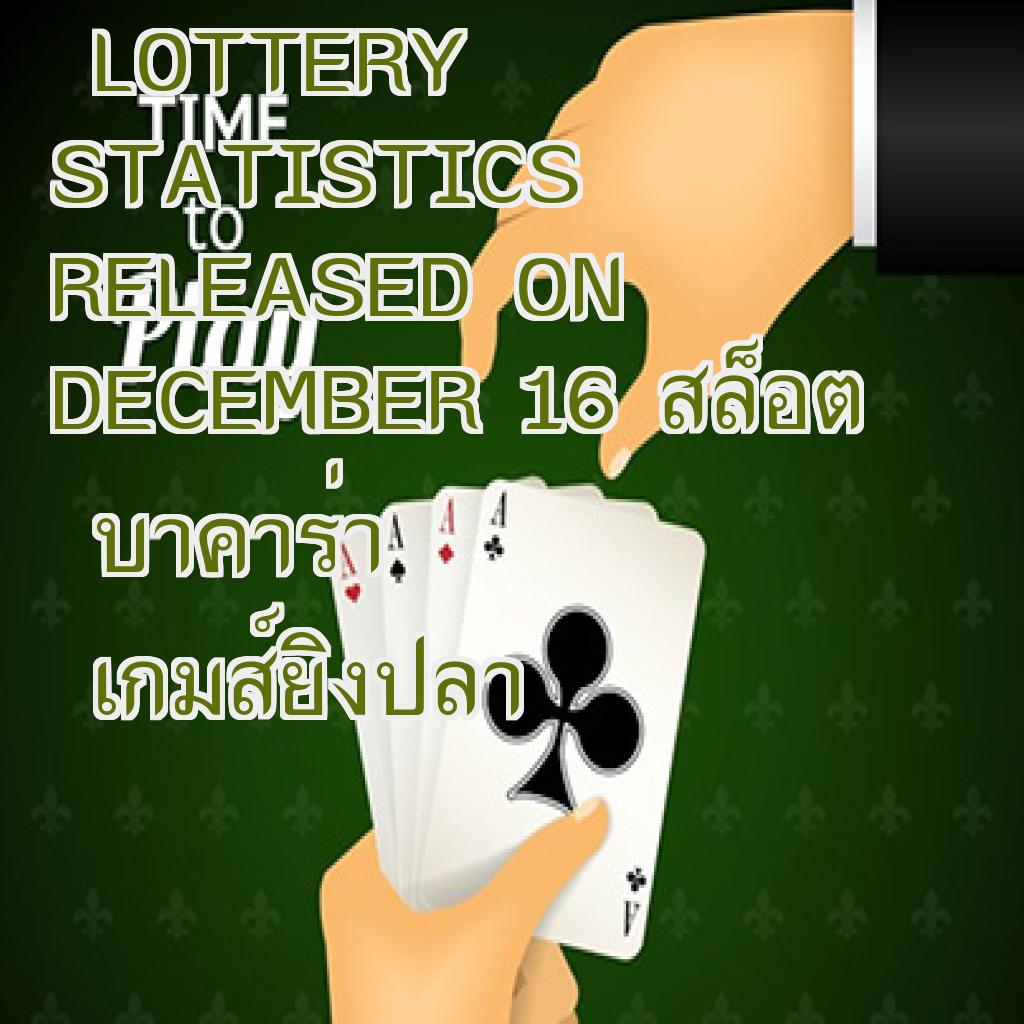 LOTTERY
TIME
STATISTICS
to
RELEASED ON
Play
DECEMBER 16 สล็อต
บาคาร่า
เกมส์ยิงปลา
A
A
A
A
A